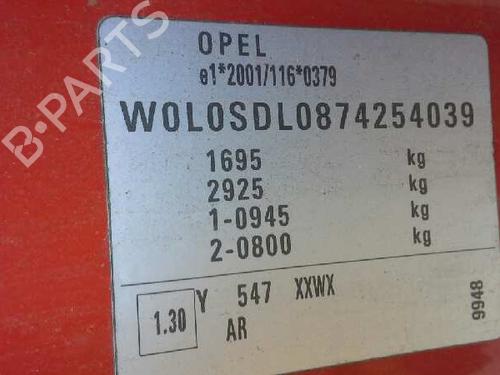 OPEL
e1*2001/116*0379
W0L0SDL0874254039
1695 kg
2925 kg
1-0945 kg
2-0800 kg
1.30 Y 547 XXWX
AR
9948
B-PARTS